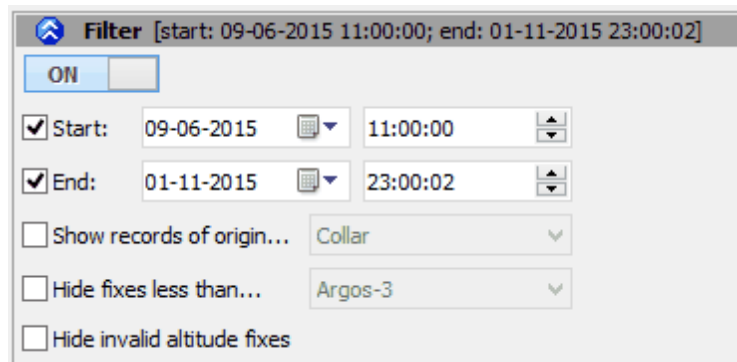 Filter [start: 09-06-2015 11:00:00; end: 01-11-2015 23:00:02]
ON
Start: 09-06-2015 11:00:00
End: 01-11-2015 23:00:02
Show records of origin... Collar
Hide fixes less than... Argos-3
Hide invalid altitude fixes